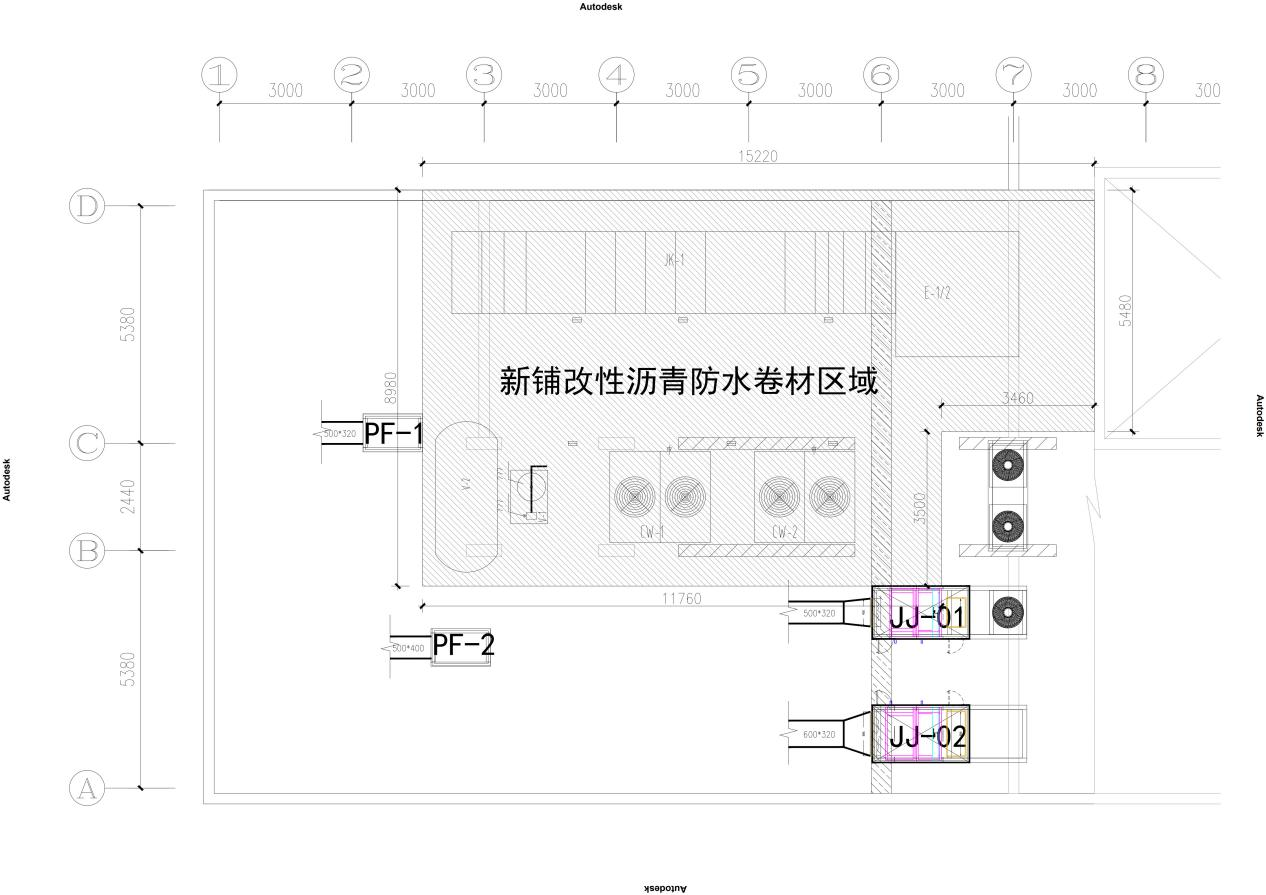 Autodesk
1 2 3 4 5 6 7 8
3000 3000 3000 3000 3000 3000 3000 300
15220
D
JK-1
E-1/2
5380
5480
新铺改性沥青防水卷材区域
8980
3460
500*320 PF-1
C
Autodesk
Autodesk
V-2
2440
3500
CW-1 CW-2
B
11760
500*320 JJ-01
500*400 PF-2
5380
600*320 JJ-02
A
Autodesk